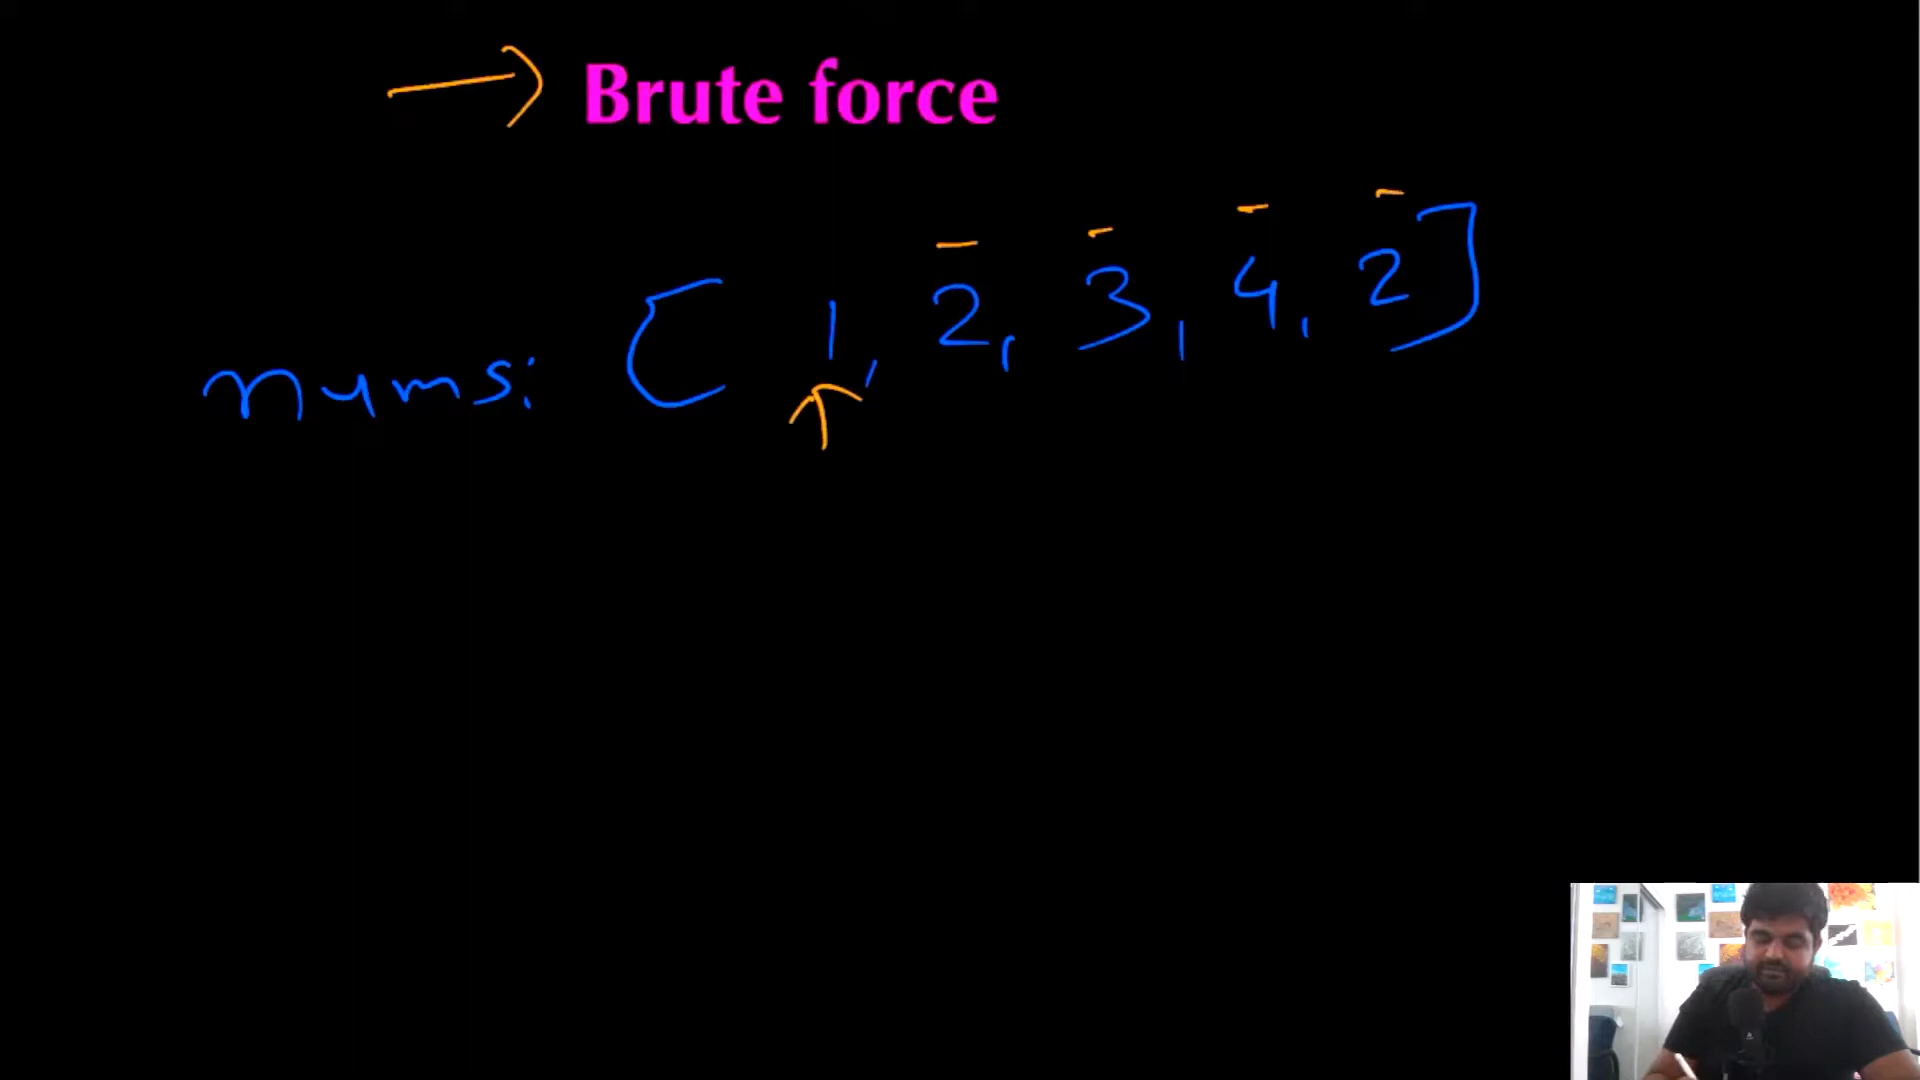 Brute force
nums: [ 1, 2, 3, 4, 2 ]